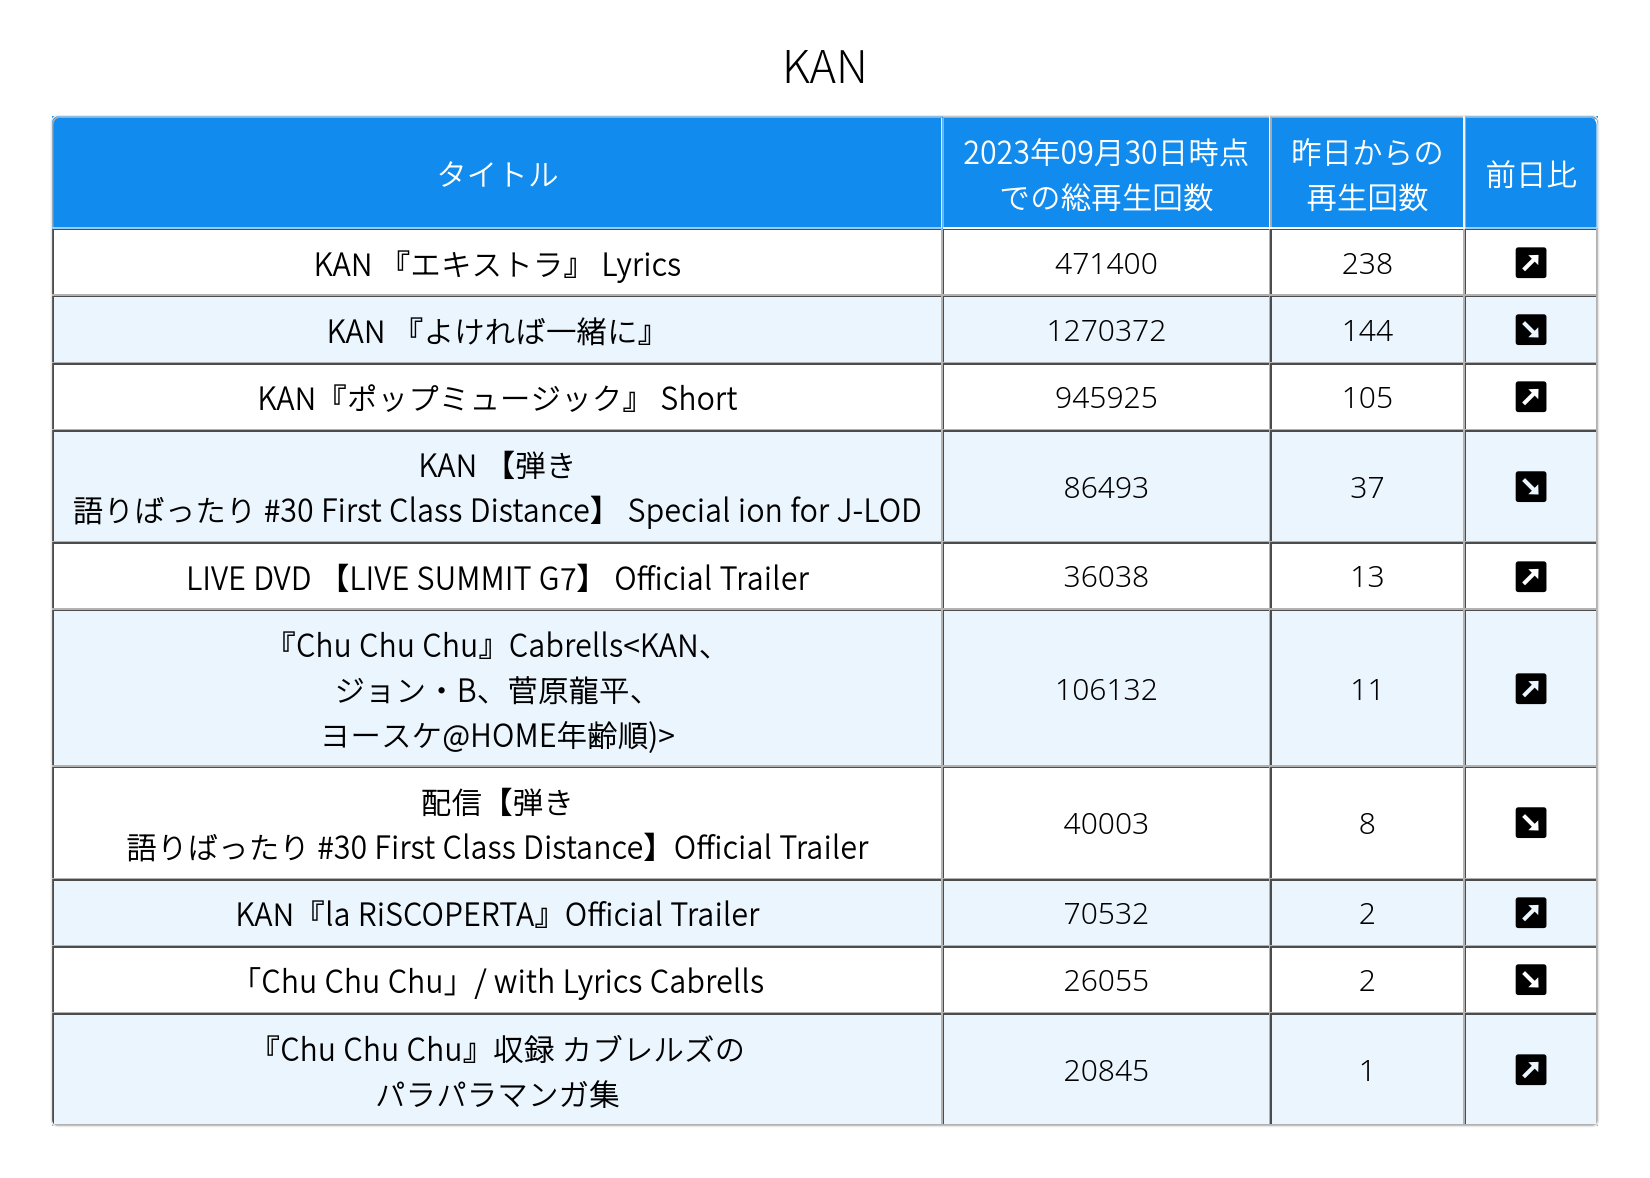 KAN
タイトル
2023年09月30日時点
での総再生回数
昨日からの
再生回数
前日比
KAN 『エキストラ』 Lyrics
471400
238
KAN 『よければ一緒に』
1270372
144
KAN『ポップミュージック』 Short
945925
105
KAN 【弾き
語りばったり #30 First Class Distance】 Special ion for J-LOD
86493
37
LIVE DVD 【LIVE SUMMIT G7】 Official Trailer
36038
13
『Chu Chu Chu』Cabrells<KAN、
ジョン・B、菅原龍平、
ヨースケ@HOME年齢順)>
106132
11
配信【弾き
語りばったり #30 First Class Distance】Official Trailer
40003
8
KAN『la RiSCOPERTA』Official Trailer
70532
2
「Chu Chu Chu」/ with Lyrics Cabrells
26055
2
『Chu Chu Chu』収録 カブレルズの
パラパラマンガ集
20845
1